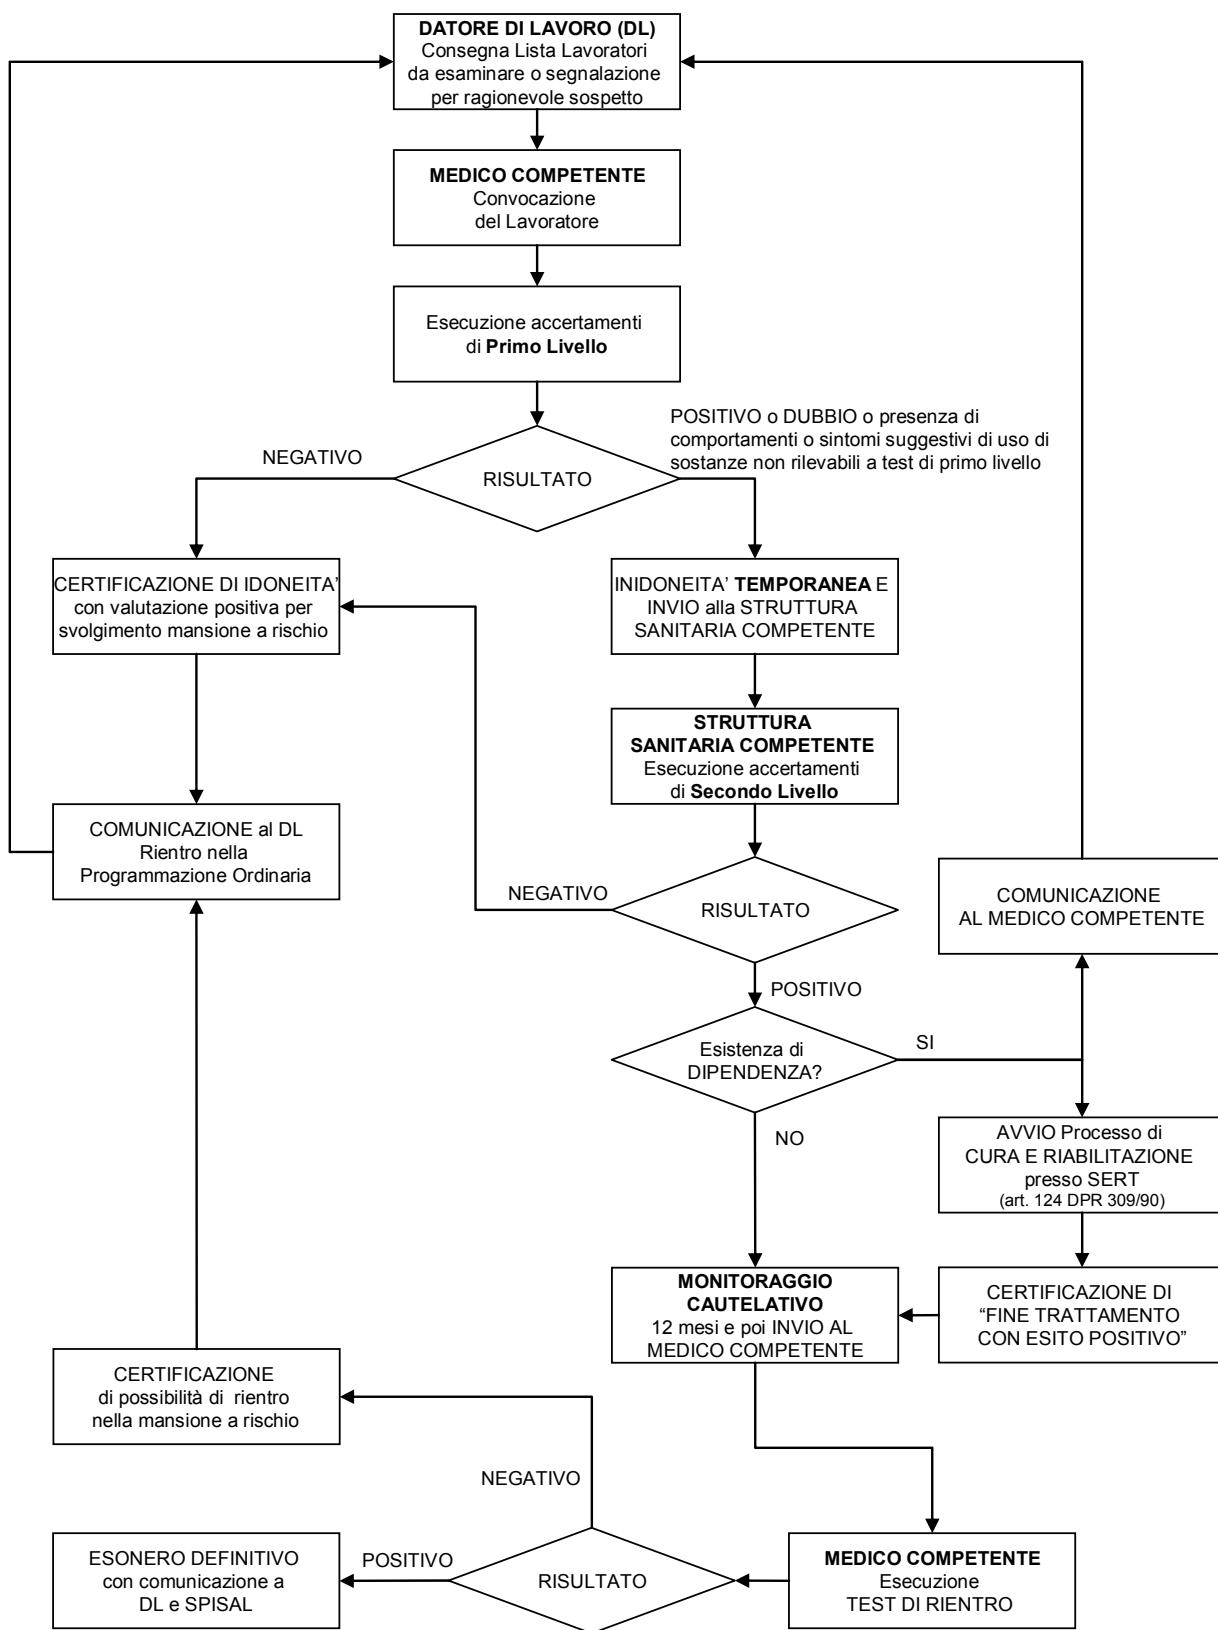 DATORE DI LAVORO (DL)
Consegna Lista Lavoratori
da esaminare o segnalazione
per ragionevole sospetto
MEDICO COMPETENTE
Convocazione
del Lavoratore
Esecuzione accertamenti
di Primo Livello
POSITIVO o DUBBIO o presenza di
comportamenti o sintomi suggestivi di uso di
sostanze non rilevabili a test di primo livello
NEGATIVO
RISULTATO
CERTIFICAZIONE DI IDONEITA'
con valutazione positiva per
svolgimento mansione a rischio
INIDONEITA' TEMPORANEA E
INVIO alla STRUTTURA
SANITARIA COMPETENTE
STRUTTURA
SANITARIA COMPETENTE
Esecuzione accertamenti
di Secondo Livello
COMUNICAZIONE al DL
Rientro nella
Programmazione Ordinaria
NEGATIVO
RISULTATO
COMUNICAZIONE
AL MEDICO COMPETENTE
POSITIVO
Esistenza di
DIPENDENZA?
SI
NO
AVVIO Processo di
CURA E RIABILITAZIONE
presso SERT
(art. 124 DPR 309/90)
MONITORAGGIO
CAUTELATIVO
12 mesi e poi INVIO AL
MEDICO COMPETENTE
CERTIFICAZIONE DI
“FINE TRATTAMENTO
CON ESITO POSITIVO”
CERTIFICAZIONE
di possibilità di rientro
nella mansione a rischio
NEGATIVO
ESONERO DEFINITIVO
con comunicazione a
DL e SPISAL
POSITIVO
RISULTATO
MEDICO COMPETENTE
Esecuzione
TEST DI RIENTRO